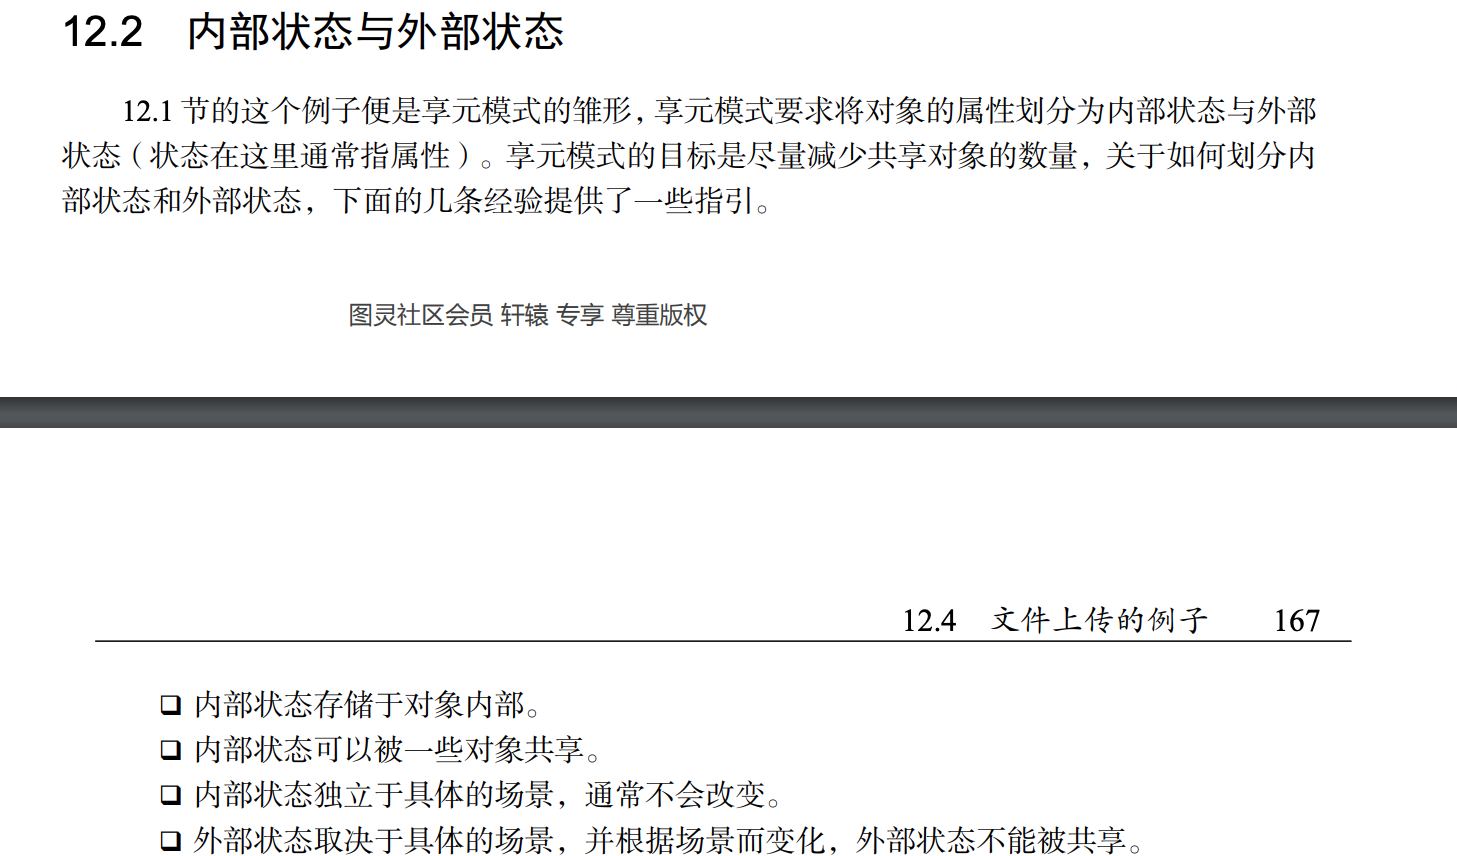 12.2 内部状态与外部状态
12.1 节的这个例子便是享元模式的雏形，享元模式要求将对象的属性划分为内部状态与外部
状态（状态在这里通常指属性）。享元模式的目标是尽量减少共享对象的数量，关于如何划分内
部状态和外部状态，下面的几条经验提供了一些指引。
图灵社区会员 轩辕 专享 尊重版权
12.4 文件上传的例子 167
❑ 内部状态存储于对象内部。
❑ 内部状态可以被一些对象共享。
❑ 内部状态独立于具体的场景，通常不会改变。
❑ 外部状态取决于具体的场景，并根据场景而变化，外部状态不能被共享。